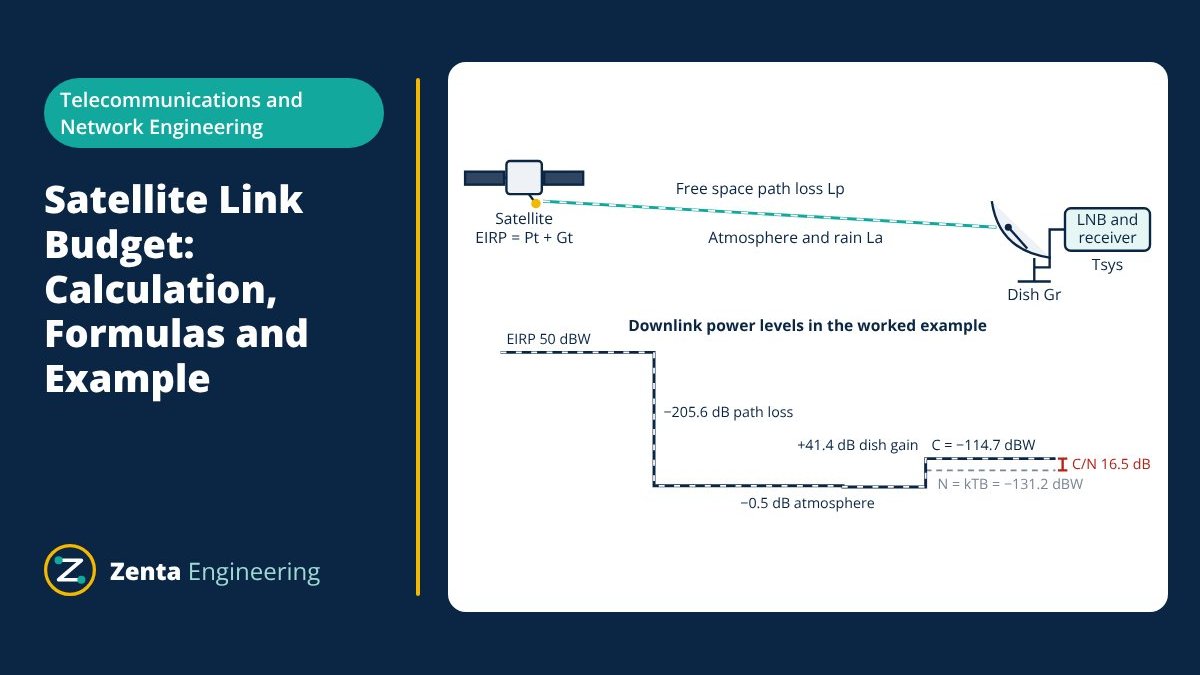 Telecommunications and
Network Engineering
Satellite Link
Budget:
Calculation,
Formulas and
Example
Zenta Engineering
Free space path loss Lp
Satellite
EIRP = Pt + Gt
Atmosphere and rain La
LNB and
receiver
Tsys
Dish Gr
Downlink power levels in the worked example
EIRP 50 dBW
−205.6 dB path loss
+41.4 dB dish gain
C = −114.7 dBW
C/N 16.5 dB
N = kTB = −131.2 dBW
−0.5 dB atmosphere